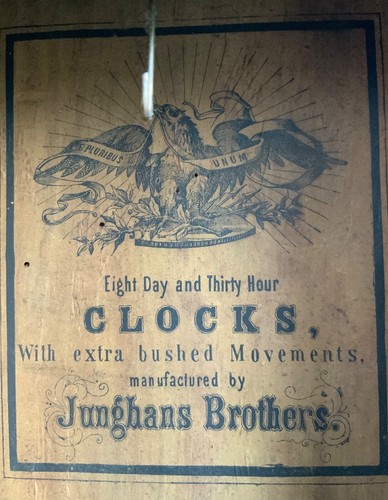 E PLURIBUS UNUM
Eight Day and Thirty Hour
CLOCKS,
With extra bushed Movements,
manufactured by
Junghans Brothers.